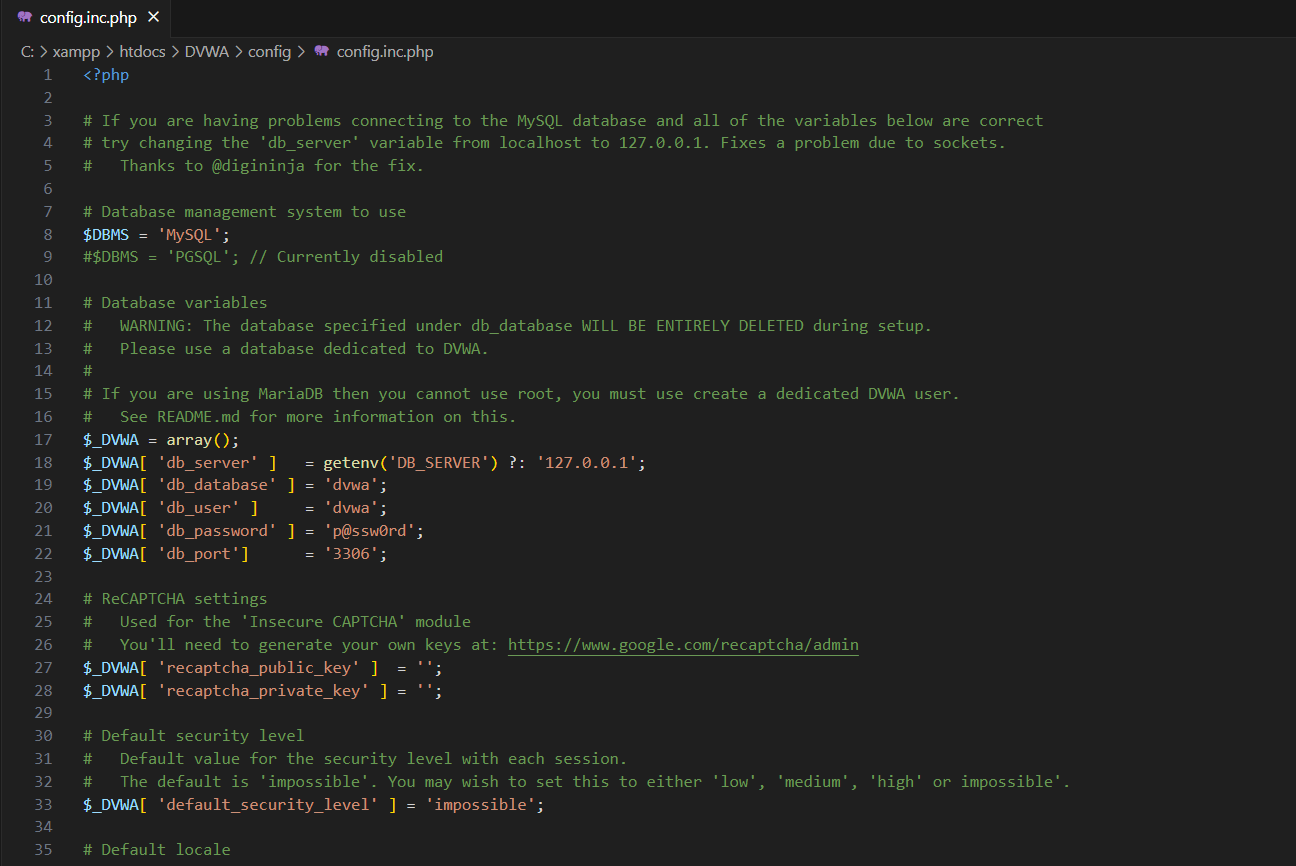 config.inc.php ✕
C: > xampp > htdocs > DVWA > config > config.inc.php
1 <?php
2
3 # If you are having problems connecting to the MySQL database and all of the variables below are correct
4 # try changing the 'db_server' variable from localhost to 127.0.0.1. Fixes a problem due to sockets.
5 #   Thanks to @digininja for the fix.
6
7 # Database management system to use
8 $DBMS = 'MySQL';
9 #$DBMS = 'PGSQL'; // Currently disabled
10
11 # Database variables
12 #   WARNING: The database specified under db_database WILL BE ENTIRELY DELETED during setup.
13 #   Please use a database dedicated to DVWA.
14 #
15 # If you are using MariaDB then you cannot use root, you must use create a dedicated DVWA user.
16 #   See README.md for more information on this.
17 $_DVWA = array();
18 $_DVWA[ 'db_server' ]   = getenv('DB_SERVER') ?: '127.0.0.1';
19 $_DVWA[ 'db_database' ] = 'dvwa';
20 $_DVWA[ 'db_user' ]     = 'dvwa';
21 $_DVWA[ 'db_password' ] = 'p@ssw0rd';
22 $_DVWA[ 'db_port']      = '3306';
23
24 # ReCAPTCHA settings
25 #   Used for the 'Insecure CAPTCHA' module
26 #   You'll need to generate your own keys at: https://www.google.com/recaptcha/admin
27 $_DVWA[ 'recaptcha_public_key' ]  = '';
28 $_DVWA[ 'recaptcha_private_key' ] = '';
29
30 # Default security level
31 #   Default value for the security level with each session.
32 #   The default is 'impossible'. You may wish to set this to either 'low', 'medium', 'high' or impossible'.
33 $_DVWA[ 'default_security_level' ] = 'impossible';
34
35 # Default locale